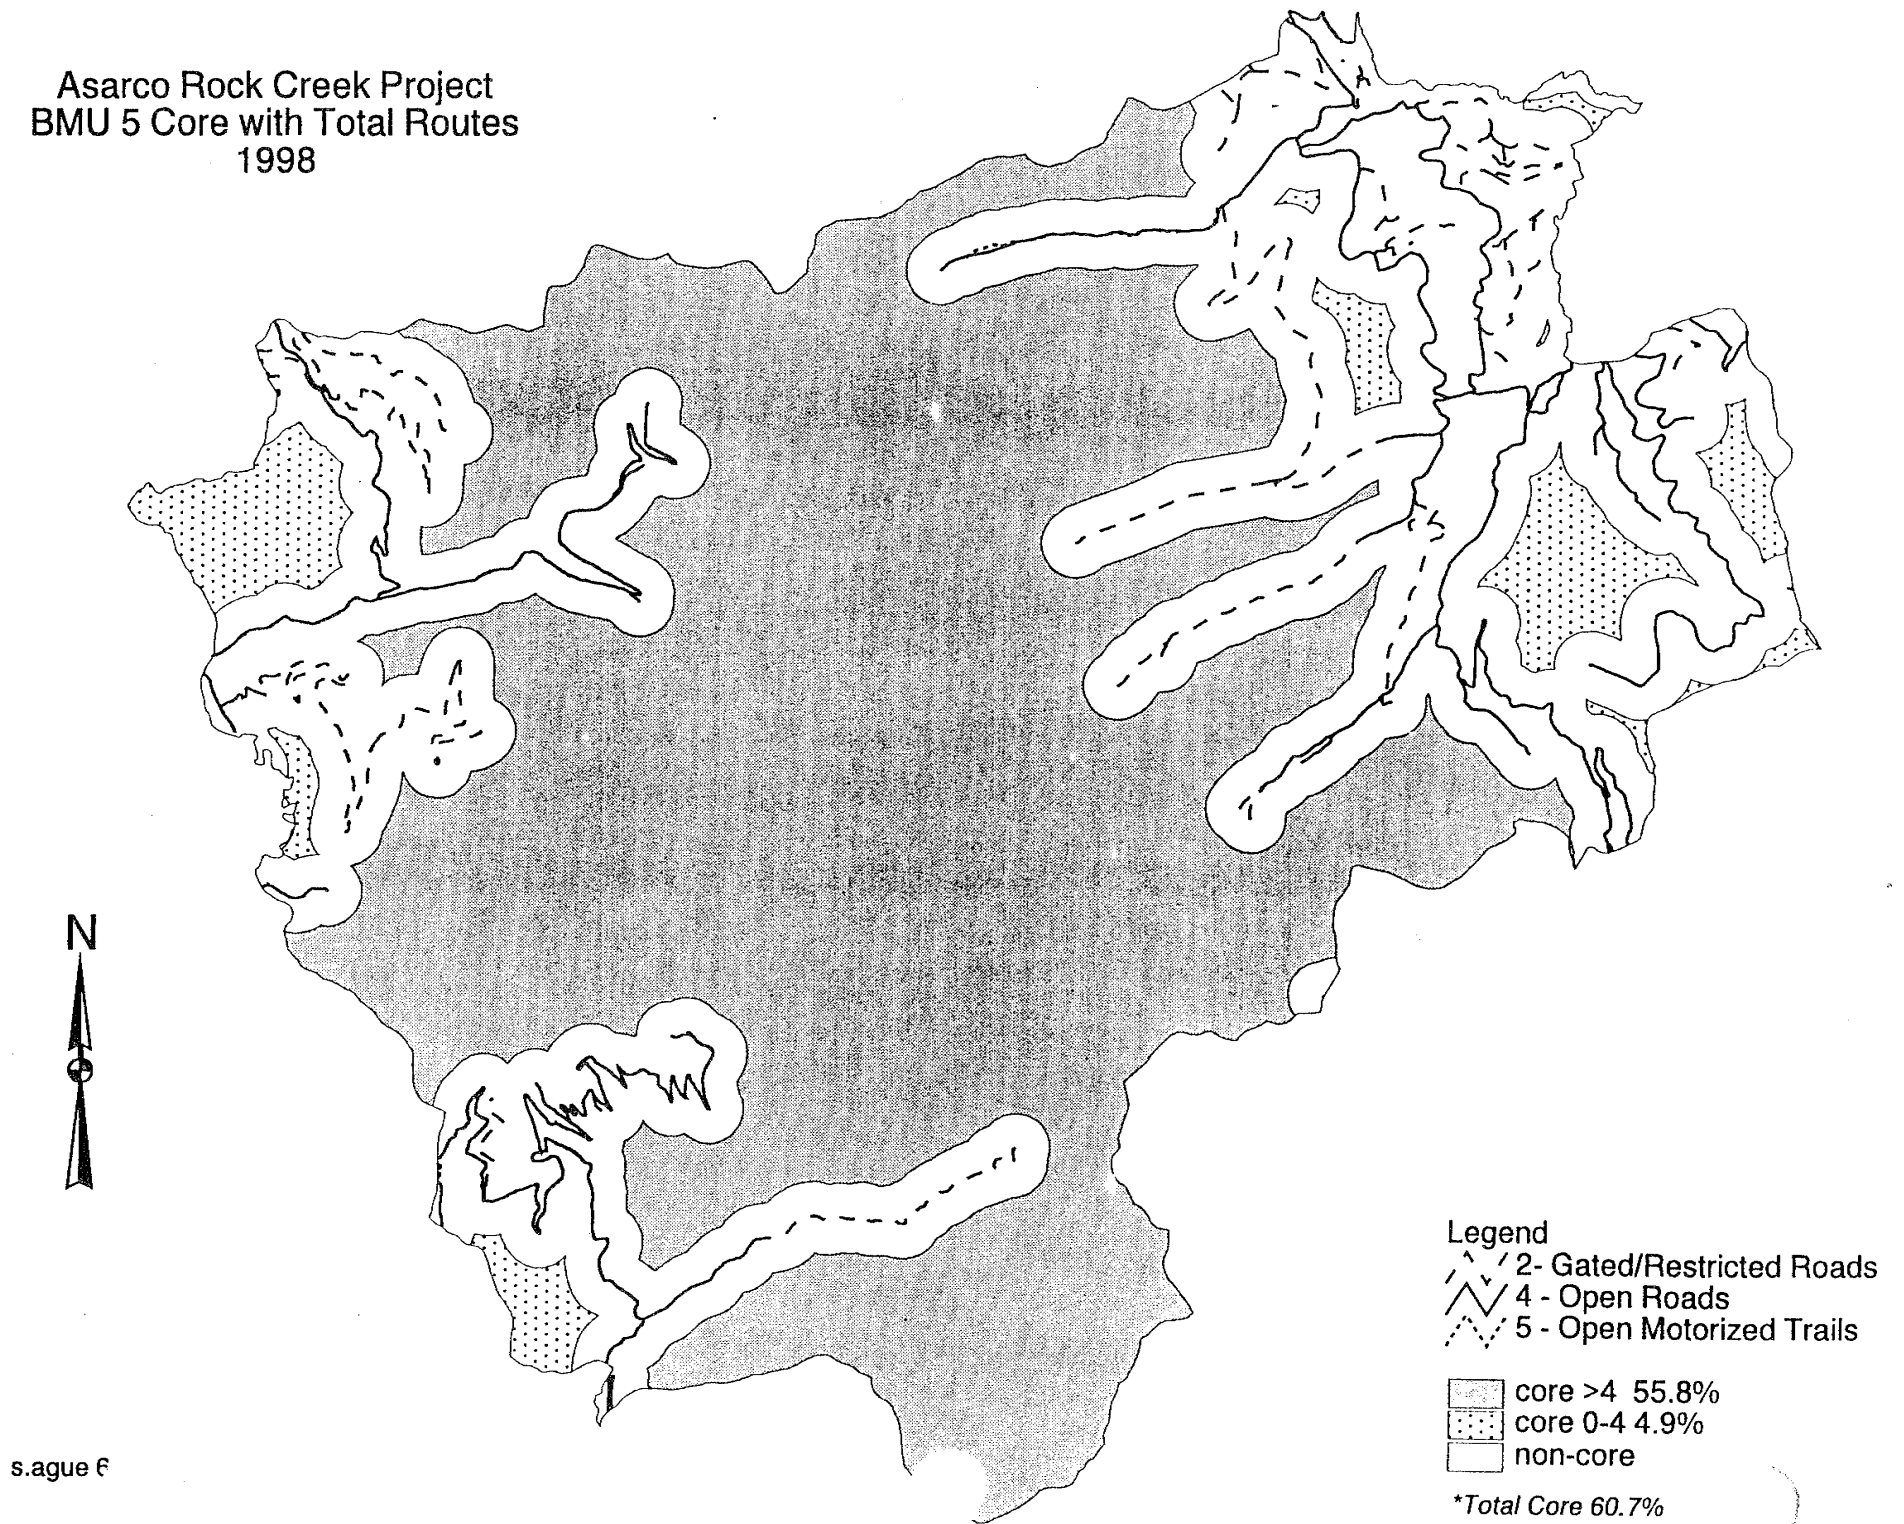 Asarco Rock Creek Project
BMU 5 Core with Total Routes
1998
N
Legend
2- Gated/Restricted Roads
4 - Open Roads
5 - Open Motorized Trails
core >4 55.8%
core 0-4 4.9%
non-core
*Total Core 60.7%
s.ague 6